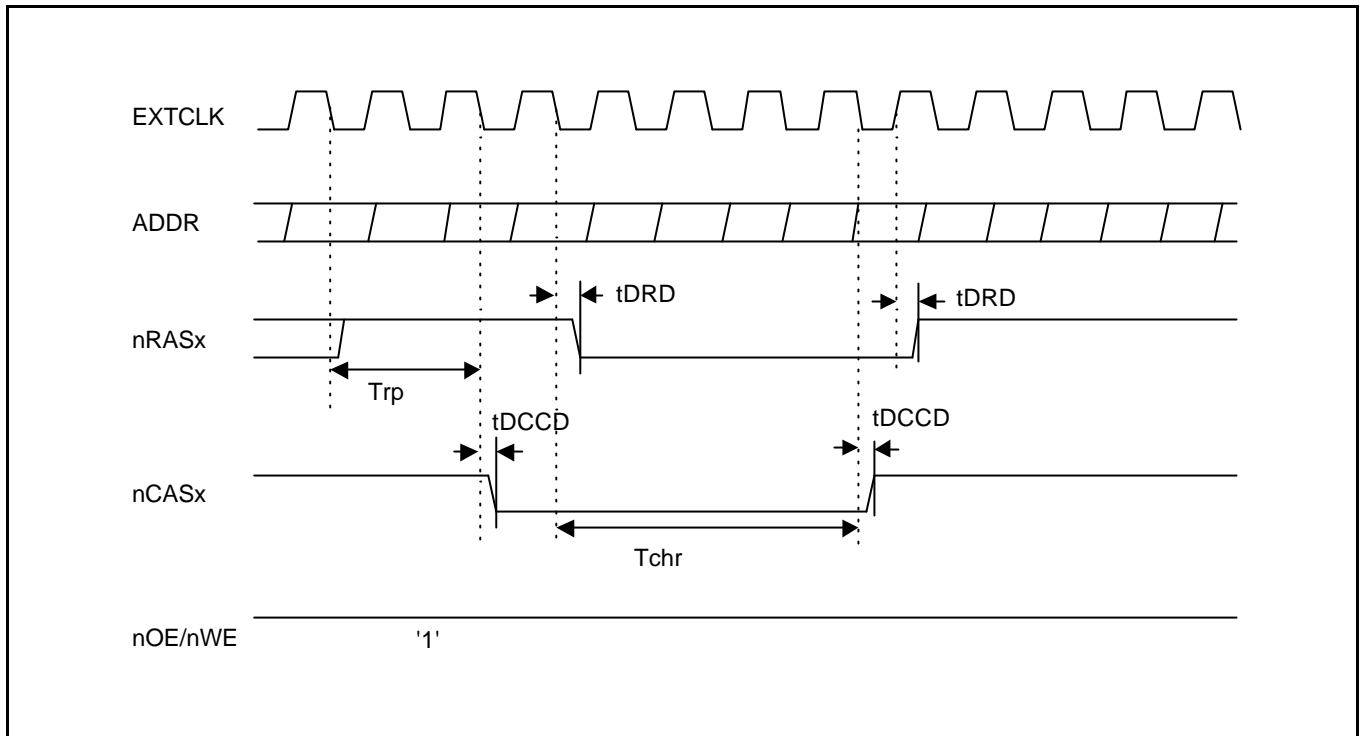 EXTCLK
ADDR
tDRD
tDRD
nRASx
Trp
tDCCD
tDCCD
nCASx
Tchr
nOE/nWE
'1'